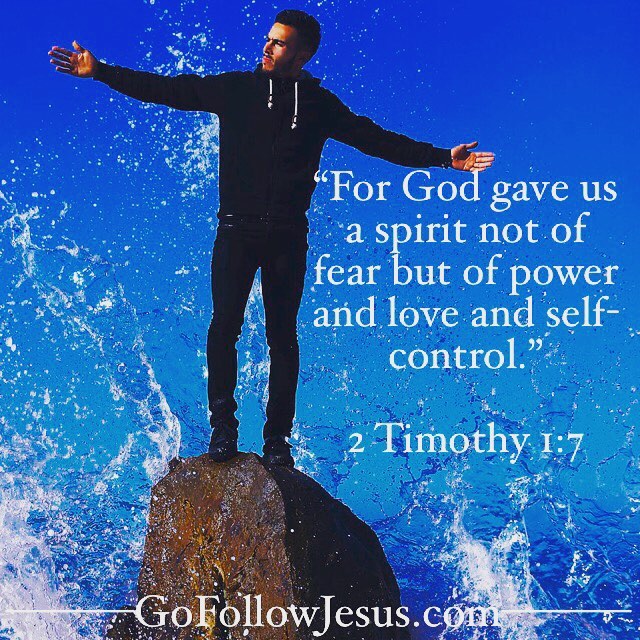 “For God gave us
a spirit not of
fear but of power
and love and self-
control.”
2 Timothy 1:7
GoFollowJesus.com